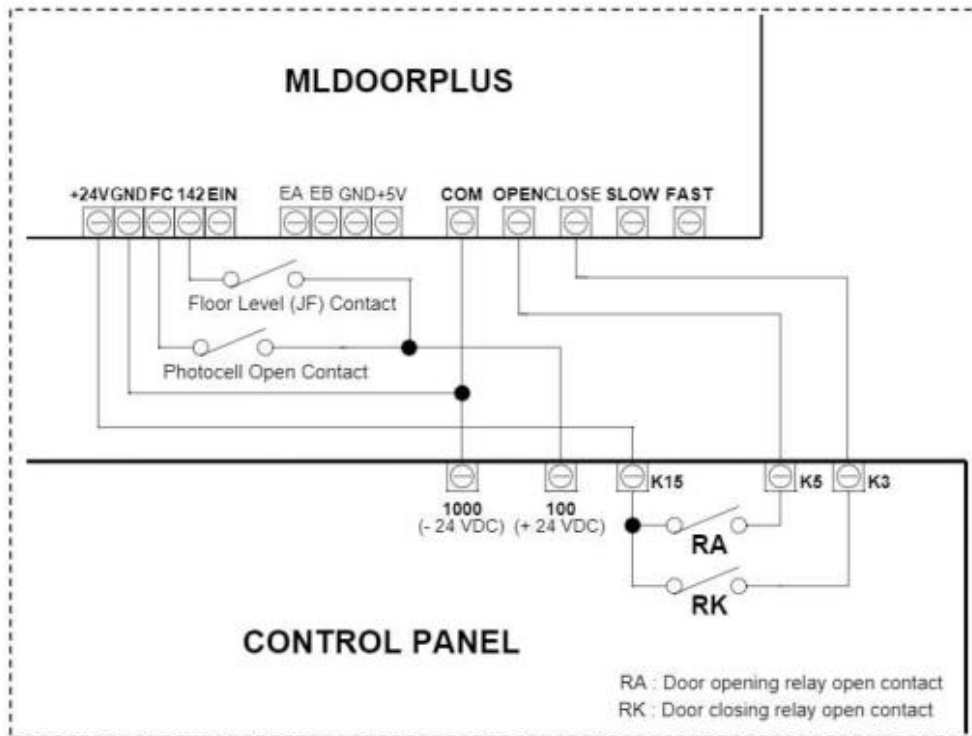 MLDOORPLUS
+24V GND FC 142 EIN EA EB GND +5V COM OPEN CLOSE SLOW FAST
Floor Level (JF) Contact
Photocell Open Contact
K15 K5 K3
1000 100
(- 24 VDC) (+ 24 VDC)
RA
RK
CONTROL PANEL
RA : Door opening relay open contact
RK : Door closing relay open contact